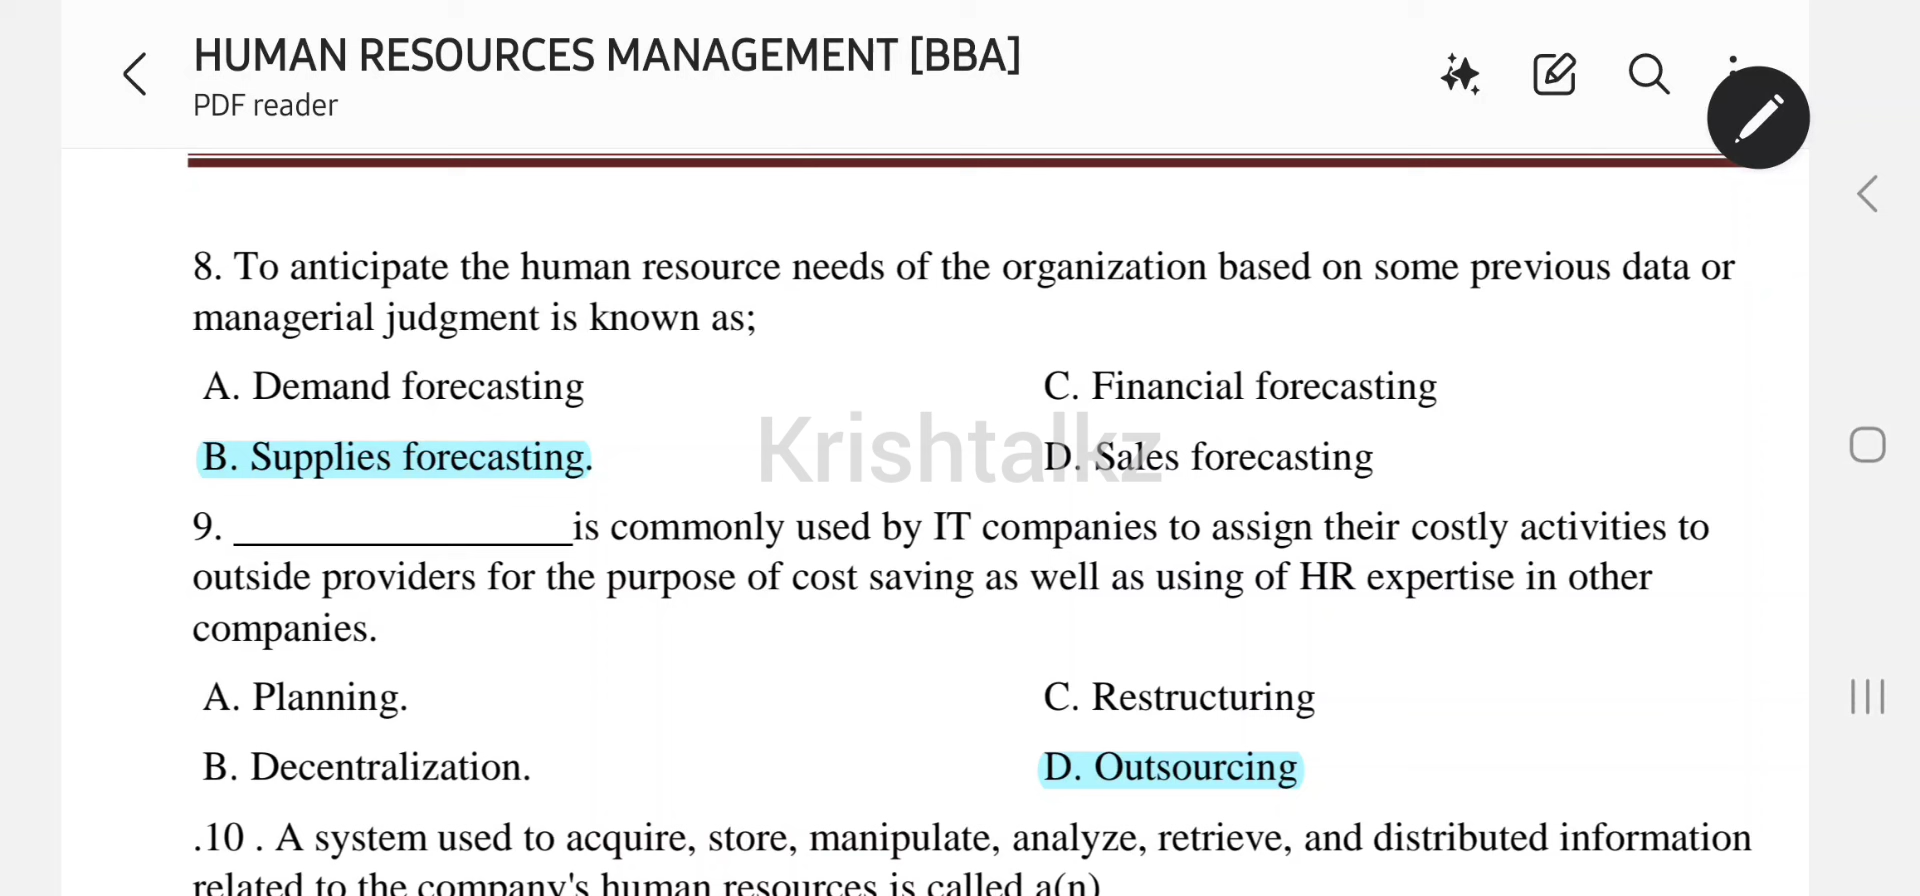 HUMAN RESOURCES MANAGEMENT [BBA]
PDF reader
8. To anticipate the human resource needs of the organization based on some previous data or
managerial judgment is known as;
A. Demand forecasting
C. Financial forecasting
B. Supplies forecasting.
D. Sales forecasting
Krishtalkz
9. ________________is commonly used by IT companies to assign their costly activities to
outside providers for the purpose of cost saving as well as using of HR expertise in other
companies.
A. Planning.
C. Restructuring
B. Decentralization.
D. Outsourcing
.10 . A system used to acquire, store, manipulate, analyze, retrieve, and distributed information
related to the company's human resources is called a(n)